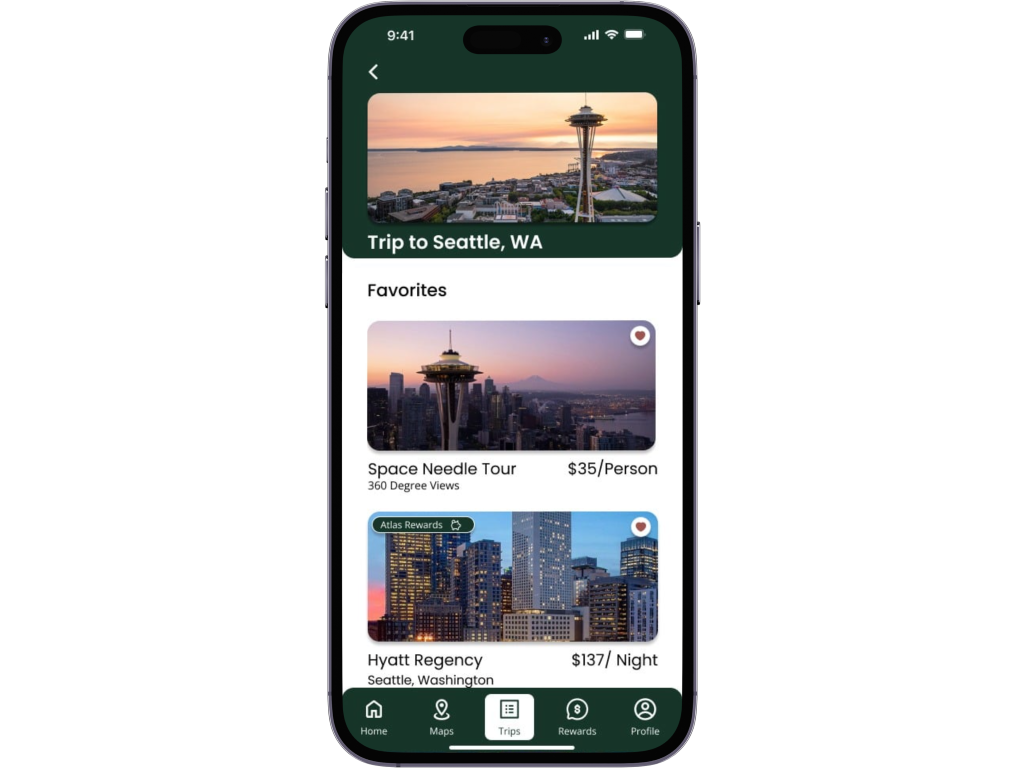 9:41
Trip to Seattle, WA
Favorites
Space Needle Tour $35/Person
360 Degree Views
Atlas Rewards
Hyatt Regency $137/ Night
Seattle, Washington
Home Maps Trips Rewards Profile